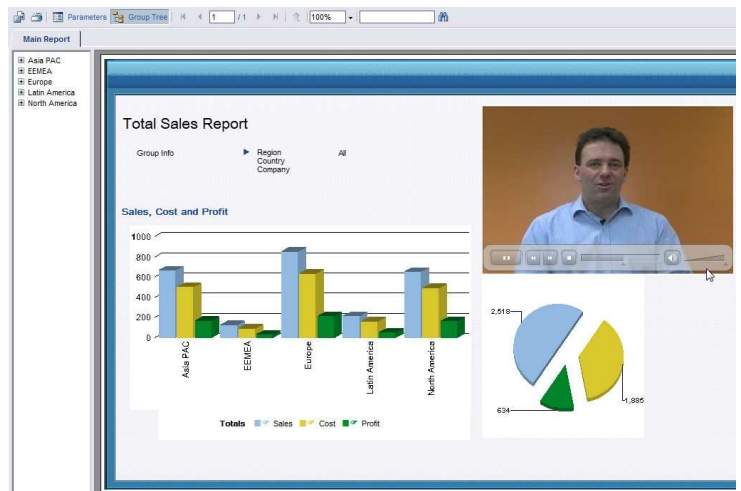 Parameters Group Tree 1 / 1 100%
Main Report
Asia PAC
EEMEA
Europe
Latin America
North America
Total Sales Report
Group Info Region All
Country
Company
Sales, Cost and Profit
1000
800
600
400
200
0
Asia PAC
EEMEA
Europe
Latin America
North America
Totals Sales Cost Profit
2,518
1,885
634